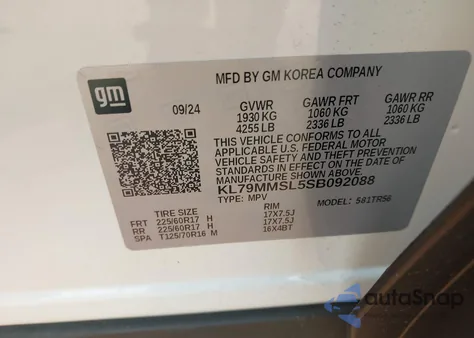 MFD BY GM KOREA COMPANY
gm
09/24
GVWR GAWR FRT GAWR RR
1930 KG 1060 KG 1060 KG
4255 LB 2336 LB 2336 LB
THIS VEHICLE CONFORMS TO ALL
APPLICABLE U.S. FEDERAL MOTOR
VEHICLE SAFETY AND THEFT PREVENTION
STANDARDS IN EFFECT ON THE DATE OF
MANUFACTURE SHOWN ABOVE.
KL79MMSL5SB092088
TYPE: MPV MODEL: 581TR56
TIRE SIZE RIM
FRT 225/60R17 H 17X7.5J
RR 225/60R17 H 17X7.5J
SPA T125/70R16 M 16X4BT
autoSnap